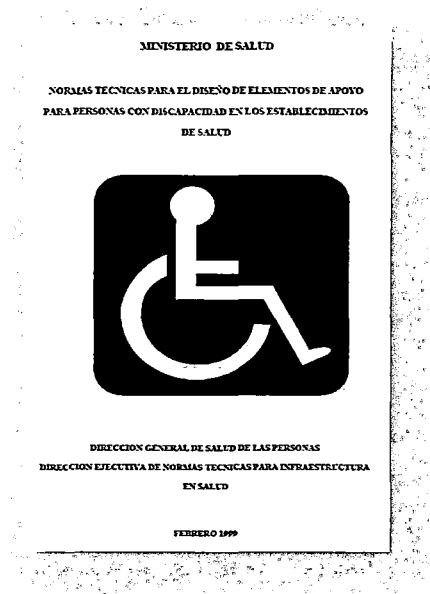 MINISTERIO DE SALUD
NORMAS TECNICAS PARA EL DISEÑO DE ELEMENTOS DE APOYO
PARA PERSONAS CON DISCAPACIDAD EN LOS ESTABLECIMIENTOS
DE SALUD
DIRECCION GENERAL DE SALUD DE LAS PERSONAS
DIRECCION EJECUTIVA DE NORMAS TECNICAS PARA INFRAESTRUCTURA
EN SALUD
FEBRERO 1999